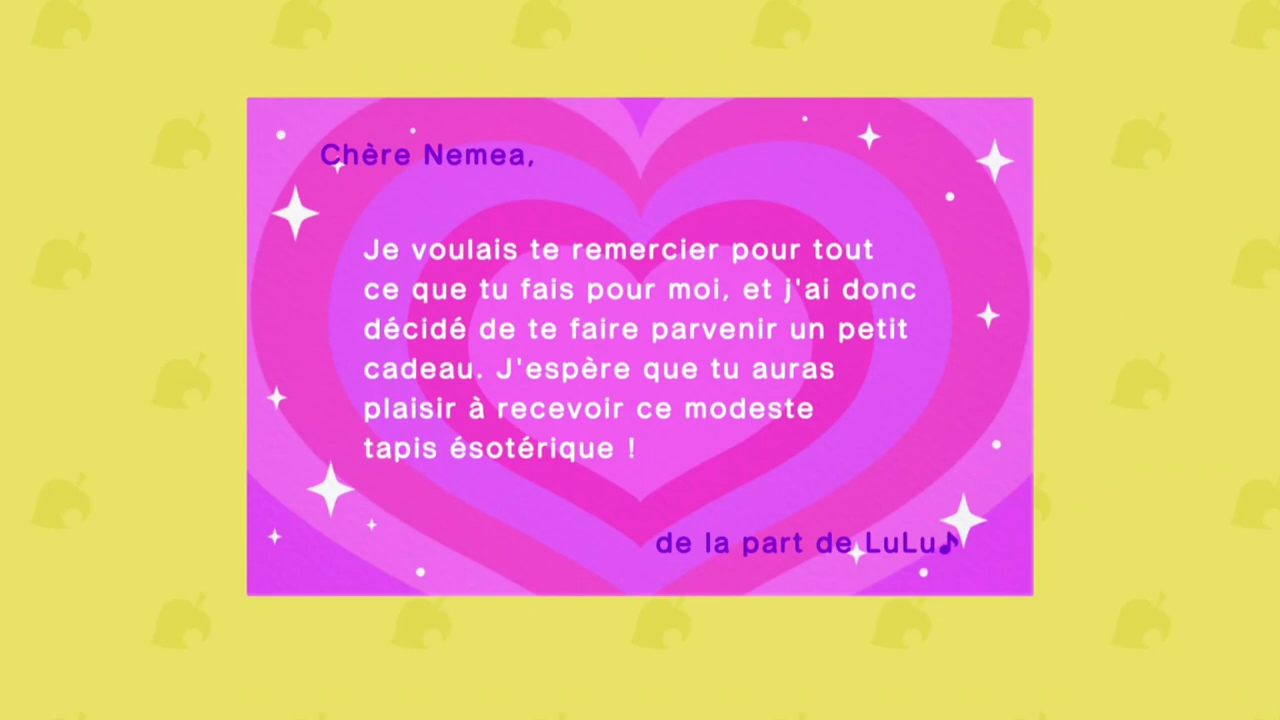 Chère Nemea,
Je voulais te remercier pour tout
ce que tu fais pour moi, et j'ai donc
décidé de te faire parvenir un petit
cadeau. J'espère que tu auras
plaisir à recevoir ce modeste
tapis ésotérique !
de la part de LuLu♪